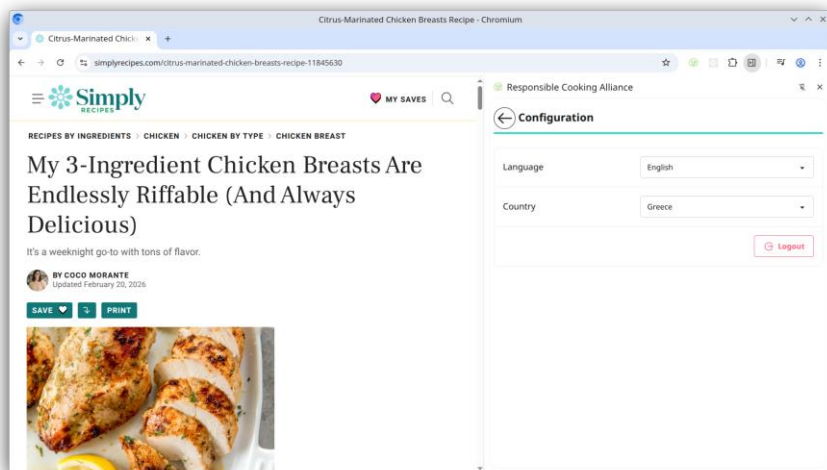 Citrus-Marinated Chicken Breasts Recipe - Chromium
Citrus-Marinated Chick
simplyrecipes.com/citrus-marinated-chicken-breasts-recipe-11845630
Simply
RECIPES
MY SAVES
RECIPES BY INGREDIENTS > CHICKEN > CHICKEN BY TYPE > CHICKEN BREAST
My 3-Ingredient Chicken Breasts Are
Endlessly Riffable (And Always
Delicious)
It's a weeknight go-to with tons of flavor.
BY COCO MORANTE
Updated February 20, 2026
SAVE
PRINT
Responsible Cooking Alliance
Configuration
Language
English
Country
Greece
Logout